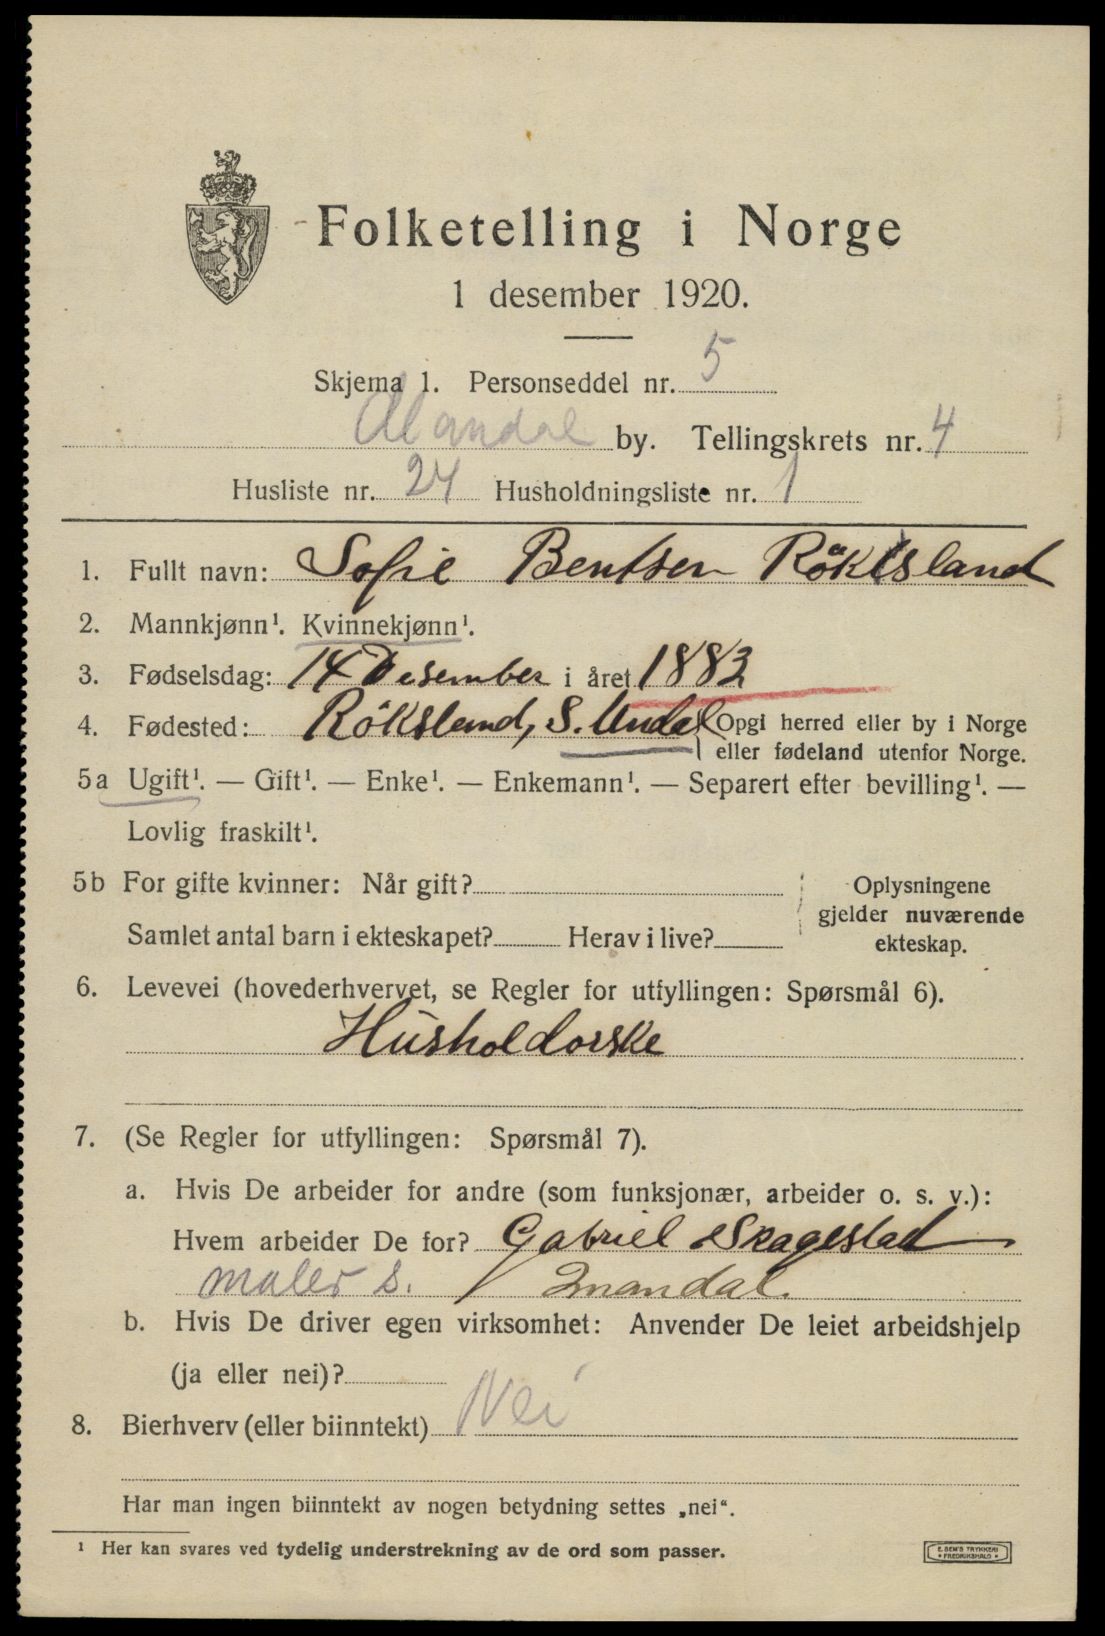 Folketelling i Norge
1 desember 1920.
Skjema 1. Personseddel nr. 5
Mandal by. Tellingskrets nr. 4
Husliste nr. 24 Husholdningsliste nr. 1
1. Fullt navn: Sofie Bentsen Röksland
2. Mannkjønn¹. Kvinnekjønn¹.
3. Fødselsdag: 14 Desember i året 1883
4. Fødested: Röksland, S. Undal (Opgi herred eller by i Norge
eller fødeland utenfor Norge.
5a Ugift¹. — Gift¹. — Enke¹. — Enkemann¹. — Separert efter bevilling¹. —
Lovlig fraskilt¹.
5b For gifte kvinner: Når gift?
Samlet antal barn i ekteskapet? Herav i live?
Oplysningene
gjelder nuværende
ekteskap.
6. Levevei (hovederhvervet, se Regler for utfyllingen: Spørsmål 6).
Husholdorske
7. (Se Regler for utfyllingen: Spørsmål 7).
a. Hvis De arbeider for andre (som funksjonær, arbeider o. s. v.):
Hvem arbeider De for? Gabriel Skagestad
maler s. Mandal.
b. Hvis De driver egen virksomhet: Anvender De leiet arbeidshjelp
(ja eller nei)?
8. Bierhverv (eller biinntekt) Nei
Har man ingen biinntekt av nogen betydning settes „nei“.
¹ Her kan svares ved tydelig understrekning av de ord som passer.
E. SEM'S TRYKKERI
* FREDRIKSHALD *